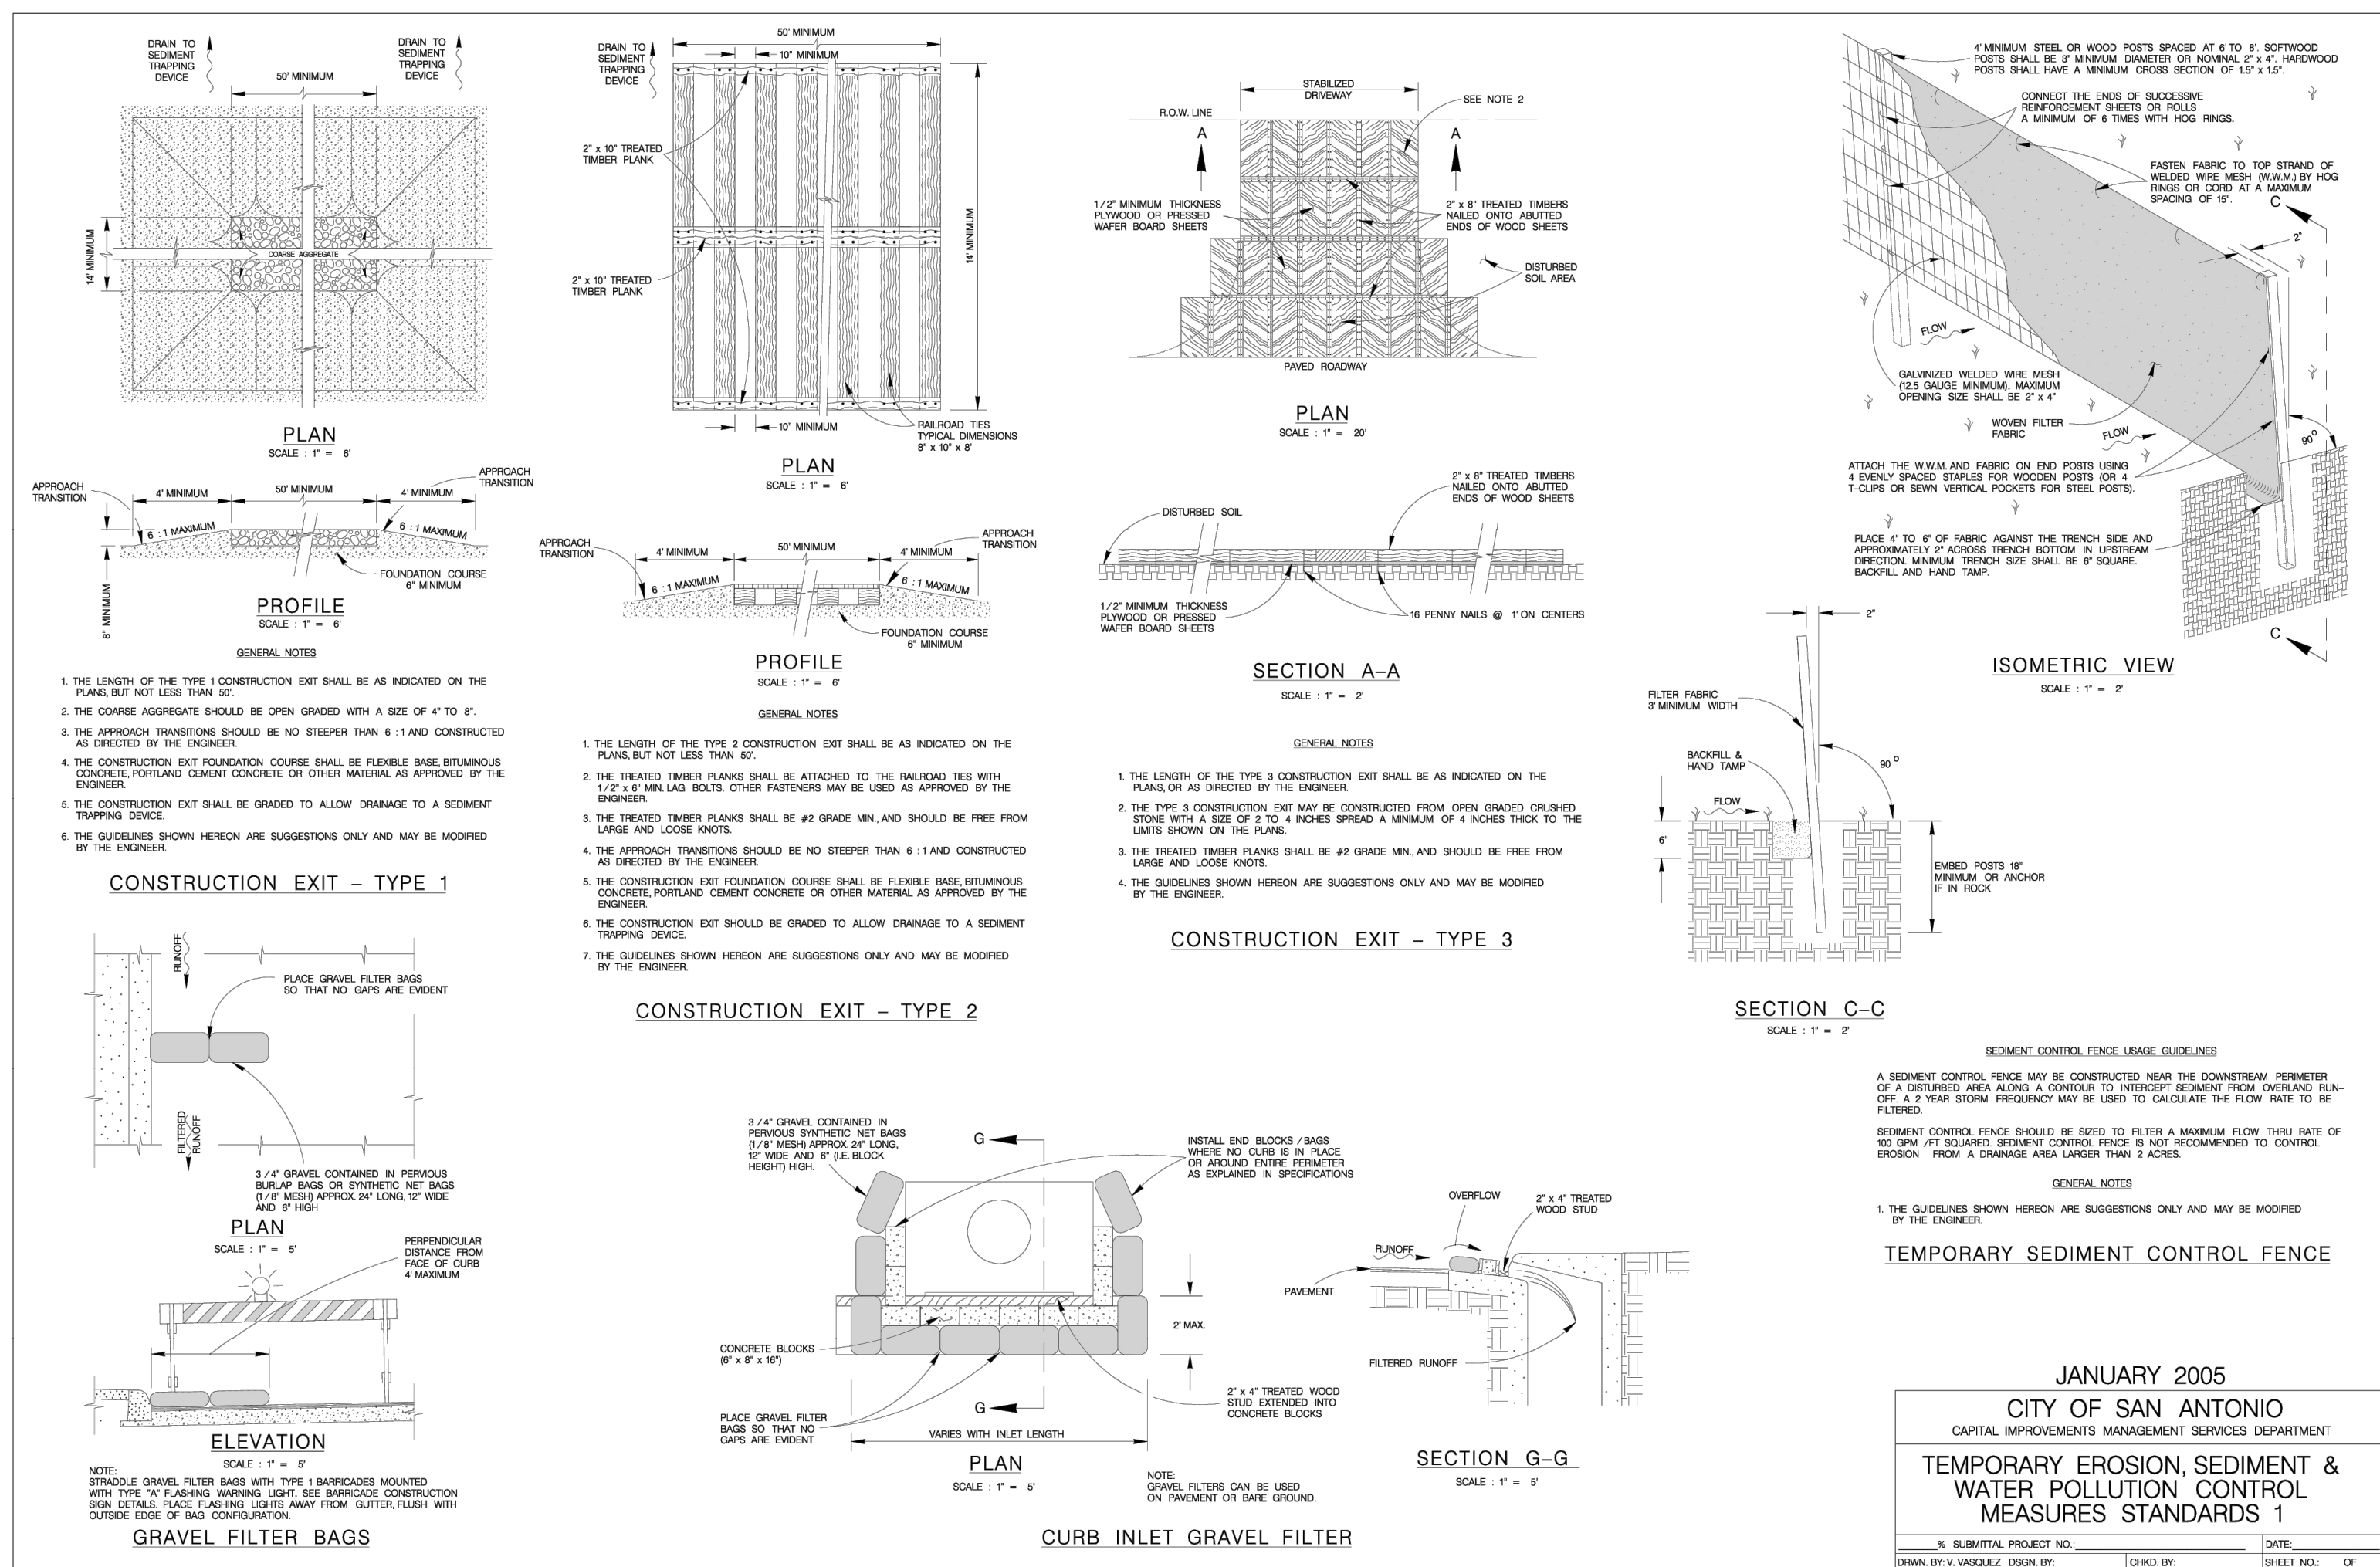 DRAIN TO
SEDIMENT
TRAPPING
DEVICE
DRAIN TO
SEDIMENT
TRAPPING
DEVICE
50' MINIMUM
14' MINIMUM
COARSE AGGREGATE
PLAN
SCALE : 1" = 6'
APPROACH
TRANSITION
4' MINIMUM
50' MINIMUM
4' MINIMUM
APPROACH
TRANSITION
6 : 1 MAXIMUM
6 : 1 MAXIMUM
8" MINIMUM
FOUNDATION COURSE
6" MINIMUM
PROFILE
SCALE : 1" = 6'
GENERAL NOTES
1. THE LENGTH OF THE TYPE 1 CONSTRUCTION EXIT SHALL BE AS INDICATED ON THE
PLANS, BUT NOT LESS THAN 50'.
2. THE COARSE AGGREGATE SHOULD BE OPEN GRADED WITH A SIZE OF 4" TO 8".
3. THE APPROACH TRANSITIONS SHOULD BE NO STEEPER THAN 6 : 1 AND CONSTRUCTED
AS DIRECTED BY THE ENGINEER.
4. THE CONSTRUCTION EXIT FOUNDATION COURSE SHALL BE FLEXIBLE BASE, BITUMINOUS
CONCRETE, PORTLAND CEMENT CONCRETE OR OTHER MATERIAL AS APPROVED BY THE
ENGINEER.
5. THE CONSTRUCTION EXIT SHALL BE GRADED TO ALLOW DRAINAGE TO A SEDIMENT
TRAPPING DEVICE.
6. THE GUIDELINES SHOWN HEREON ARE SUGGESTIONS ONLY AND MAY BE MODIFIED
BY THE ENGINEER.
CONSTRUCTION EXIT – TYPE 1
DRAIN TO
SEDIMENT
TRAPPING
DEVICE
50' MINIMUM
10" MINIMUM
2" x 10" TREATED
TIMBER PLANK
2" x 10" TREATED
TIMBER PLANK
14' MINIMUM
10" MINIMUM
RAILROAD TIES
TYPICAL DIMENSIONS
8" x 10" x 8'
PLAN
SCALE : 1" = 6'
APPROACH
TRANSITION
4' MINIMUM
50' MINIMUM
4' MINIMUM
APPROACH
TRANSITION
6 : 1 MAXIMUM
6 : 1 MAXIMUM
FOUNDATION COURSE
6" MINIMUM
PROFILE
SCALE : 1" = 6'
GENERAL NOTES
1. THE LENGTH OF THE TYPE 2 CONSTRUCTION EXIT SHALL BE AS INDICATED ON THE
PLANS, BUT NOT LESS THAN 50'.
2. THE TREATED TIMBER PLANKS SHALL BE ATTACHED TO THE RAILROAD TIES WITH
1/2" x 6" MIN. LAG BOLTS. OTHER FASTENERS MAY BE USED AS APPROVED BY THE
ENGINEER.
3. THE TREATED TIMBER PLANKS SHALL BE #2 GRADE MIN., AND SHOULD BE FREE FROM
LARGE AND LOOSE KNOTS.
4. THE APPROACH TRANSITIONS SHOULD BE NO STEEPER THAN 6 : 1 AND CONSTRUCTED
AS DIRECTED BY THE ENGINEER.
5. THE CONSTRUCTION EXIT FOUNDATION COURSE SHALL BE FLEXIBLE BASE, BITUMINOUS
CONCRETE, PORTLAND CEMENT CONCRETE OR OTHER MATERIAL AS APPROVED BY THE
ENGINEER.
6. THE CONSTRUCTION EXIT SHOULD BE GRADED TO ALLOW DRAINAGE TO A SEDIMENT
TRAPPING DEVICE.
7. THE GUIDELINES SHOWN HEREON ARE SUGGESTIONS ONLY AND MAY BE MODIFIED
BY THE ENGINEER.
CONSTRUCTION EXIT – TYPE 2
STABILIZED
DRIVEWAY
SEE NOTE 2
R.O.W. LINE
A
A
1/2" MINIMUM THICKNESS
PLYWOOD OR PRESSED
WAFER BOARD SHEETS
2" x 8" TREATED TIMBERS
NAILED ONTO ABUTTED
ENDS OF WOOD SHEETS
DISTURBED
SOIL AREA
PAVED ROADWAY
PLAN
SCALE : 1" = 20'
2" x 8" TREATED TIMBERS
NAILED ONTO ABUTTED
ENDS OF WOOD SHEETS
DISTURBED SOIL
1/2" MINIMUM THICKNESS
PLYWOOD OR PRESSED
WAFER BOARD SHEETS
16 PENNY NAILS @ 1' ON CENTERS
SECTION A–A
SCALE : 1" = 2'
GENERAL NOTES
1. THE LENGTH OF THE TYPE 3 CONSTRUCTION EXIT SHALL BE AS INDICATED ON THE
PLANS, OR AS DIRECTED BY THE ENGINEER.
2. THE TYPE 3 CONSTRUCTION EXIT MAY BE CONSTRUCTED FROM OPEN GRADED CRUSHED
STONE WITH A SIZE OF 2 TO 4 INCHES SPREAD A MINIMUM OF 4 INCHES THICK TO THE
LIMITS SHOWN ON THE PLANS.
3. THE TREATED TIMBER PLANKS SHALL BE #2 GRADE MIN., AND SHOULD BE FREE FROM
LARGE AND LOOSE KNOTS.
4. THE GUIDELINES SHOWN HEREON ARE SUGGESTIONS ONLY AND MAY BE MODIFIED
BY THE ENGINEER.
CONSTRUCTION EXIT – TYPE 3
4' MINIMUM STEEL OR WOOD POSTS SPACED AT 6' TO 8'. SOFTWOOD
POSTS SHALL BE 3" MINIMUM DIAMETER OR NOMINAL 2" x 4". HARDWOOD
POSTS SHALL HAVE A MINIMUM CROSS SECTION OF 1.5" x 1.5".
CONNECT THE ENDS OF SUCCESSIVE
REINFORCEMENT SHEETS OR ROLLS
A MINIMUM OF 6 TIMES WITH HOG RINGS.
FASTEN FABRIC TO TOP STRAND OF
WELDED WIRE MESH (W.W.M.) BY HOG
RINGS OR CORD AT A MAXIMUM
SPACING OF 15".
C
2"
FLOW
GALVINIZED WELDED WIRE MESH
(12.5 GAUGE MINIMUM). MAXIMUM
OPENING SIZE SHALL BE 2" x 4"
WOVEN FILTER
FABRIC
FLOW
90°
ATTACH THE W.W.M. AND FABRIC ON END POSTS USING
4 EVENLY SPACED STAPLES FOR WOODEN POSTS (OR 4
T–CLIPS OR SEWN VERTICAL POCKETS FOR STEEL POSTS).
PLACE 4" TO 6" OF FABRIC AGAINST THE TRENCH SIDE AND
APPROXIMATELY 2" ACROSS TRENCH BOTTOM IN UPSTREAM
DIRECTION. MINIMUM TRENCH SIZE SHALL BE 6" SQUARE.
BACKFILL AND HAND TAMP.
C
ISOMETRIC VIEW
SCALE : 1" = 2'
2"
FILTER FABRIC
3' MINIMUM WIDTH
BACKFILL &
HAND TAMP
90°
FLOW
6"
EMBED POSTS 18"
MINIMUM OR ANCHOR
IF IN ROCK
SECTION C–C
SCALE : 1" = 2'
SEDIMENT CONTROL FENCE USAGE GUIDELINES
A SEDIMENT CONTROL FENCE MAY BE CONSTRUCTED NEAR THE DOWNSTREAM PERIMETER
OF A DISTURBED AREA ALONG A CONTOUR TO INTERCEPT SEDIMENT FROM OVERLAND RUN–
OFF. A 2 YEAR STORM FREQUENCY MAY BE USED TO CALCULATE THE FLOW RATE TO BE
FILTERED.
SEDIMENT CONTROL FENCE SHOULD BE SIZED TO FILTER A MAXIMUM FLOW THRU RATE OF
100 GPM /FT SQUARED. SEDIMENT CONTROL FENCE IS NOT RECOMMENDED TO CONTROL
EROSION FROM A DRAINAGE AREA LARGER THAN 2 ACRES.
GENERAL NOTES
1. THE GUIDELINES SHOWN HEREON ARE SUGGESTIONS ONLY AND MAY BE MODIFIED
BY THE ENGINEER.
TEMPORARY SEDIMENT CONTROL FENCE
RUNOFF
PLACE GRAVEL FILTER BAGS
SO THAT NO GAPS ARE EVIDENT
FILTERED
RUNOFF
3/4" GRAVEL CONTAINED IN PERVIOUS
BURLAP BAGS OR SYNTHETIC NET BAGS
(1/8" MESH) APPROX. 24" LONG, 12" WIDE
AND 6" HIGH
PLAN
SCALE : 1" = 5'
PERPENDICULAR
DISTANCE FROM
FACE OF CURB
4' MAXIMUM
ELEVATION
SCALE : 1" = 5'
NOTE:
STRADDLE GRAVEL FILTER BAGS WITH TYPE 1 BARRICADES MOUNTED
WITH TYPE "A" FLASHING WARNING LIGHT. SEE BARRICADE CONSTRUCTION
SIGN DETAILS. PLACE FLASHING LIGHTS AWAY FROM GUTTER, FLUSH WITH
OUTSIDE EDGE OF BAG CONFIGURATION.
GRAVEL FILTER BAGS
3/4" GRAVEL CONTAINED IN
PERVIOUS SYNTHETIC NET BAGS
(1/8" MESH) APPROX. 24" LONG,
12" WIDE AND 6" (I.E. BLOCK
HEIGHT) HIGH.
G
INSTALL END BLOCKS /BAGS
WHERE NO CURB IS IN PLACE
OR AROUND ENTIRE PERIMETER
AS EXPLAINED IN SPECIFICATIONS
2' MAX.
CONCRETE BLOCKS
(6" x 8" x 16")
PLACE GRAVEL FILTER
BAGS SO THAT NO
GAPS ARE EVIDENT
G
2" x 4" TREATED WOOD
STUD EXTENDED INTO
CONCRETE BLOCKS
VARIES WITH INLET LENGTH
PLAN
SCALE : 1" = 5'
NOTE:
GRAVEL FILTERS CAN BE USED
ON PAVEMENT OR BARE GROUND.
OVERFLOW
2" x 4" TREATED
WOOD STUD
RUNOFF
PAVEMENT
FILTERED RUNOFF
SECTION G–G
SCALE : 1" = 5'
CURB INLET GRAVEL FILTER
JANUARY 2005
CITY OF SAN ANTONIO
CAPITAL IMPROVEMENTS MANAGEMENT SERVICES DEPARTMENT
TEMPORARY EROSION, SEDIMENT &
WATER POLLUTION CONTROL
MEASURES STANDARDS 1
% SUBMITTAL PROJECT NO.: DATE:
DRWN. BY: V. VASQUEZ DSGN. BY: CHKD. BY: SHEET NO.: OF